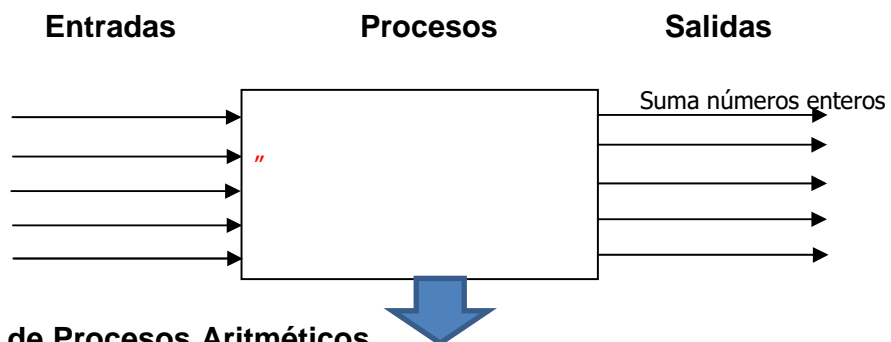 Entradas Procesos Salidas
Suma números enteros
"
de Procesos Aritméticos